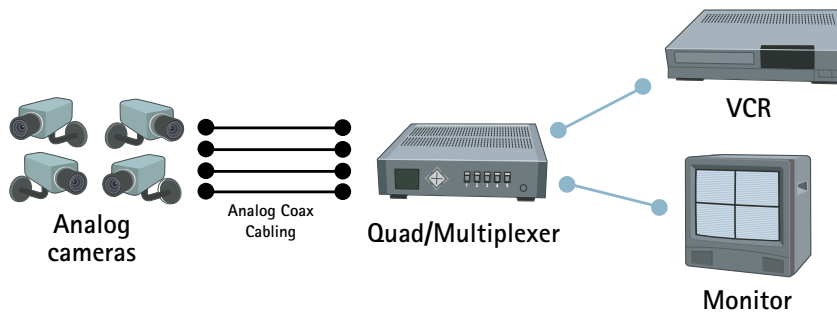 Analog
cameras
Analog Coax
Cabling
Quad/Multiplexer
VCR
Monitor